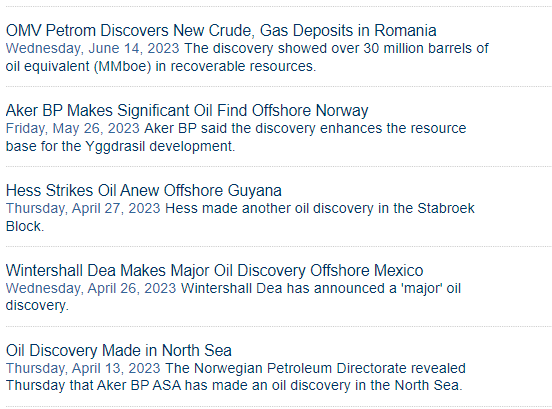 OMV Petrom Discovers New Crude, Gas Deposits in Romania
Wednesday, June 14, 2023 The discovery showed over 30 million barrels of
oil equivalent (MMboe) in recoverable resources.
Aker BP Makes Significant Oil Find Offshore Norway
Friday, May 26, 2023 Aker BP said the discovery enhances the resource
base for the Yggdrasil development.
Hess Strikes Oil Anew Offshore Guyana
Thursday, April 27, 2023 Hess made another oil discovery in the Stabroek
Block.
Wintershall Dea Makes Major Oil Discovery Offshore Mexico
Wednesday, April 26, 2023 Wintershall Dea has announced a 'major' oil
discovery.
Oil Discovery Made in North Sea
Thursday, April 13, 2023 The Norwegian Petroleum Directorate revealed
Thursday that Aker BP ASA has made an oil discovery in the North Sea.